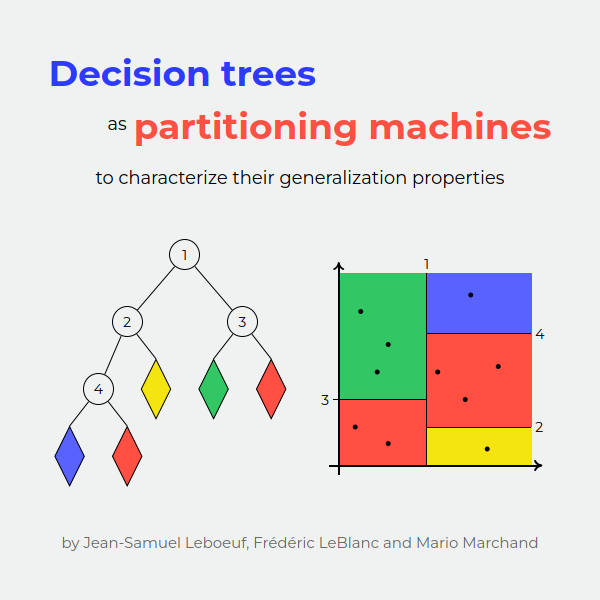 Decision trees
as partitioning machines
to characterize their generalization properties
1
2
3
4
1
4
3
2
by Jean-Samuel Leboeuf, Frédéric LeBlanc and Mario Marchand